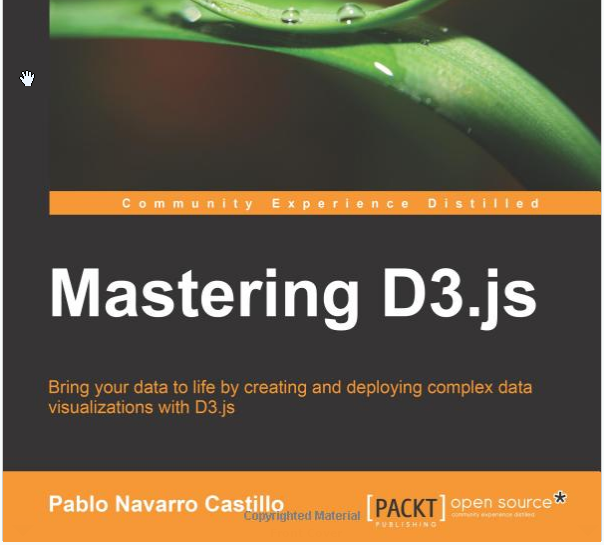 Community Experience Distilled
Mastering D3.js
Bring your data to life by creating and deploying complex data
visualizations with D3.js
Pablo Navarro Castillo
Copyrighted Material
[PACKT] open source*
PUBLISHING community experience distilled